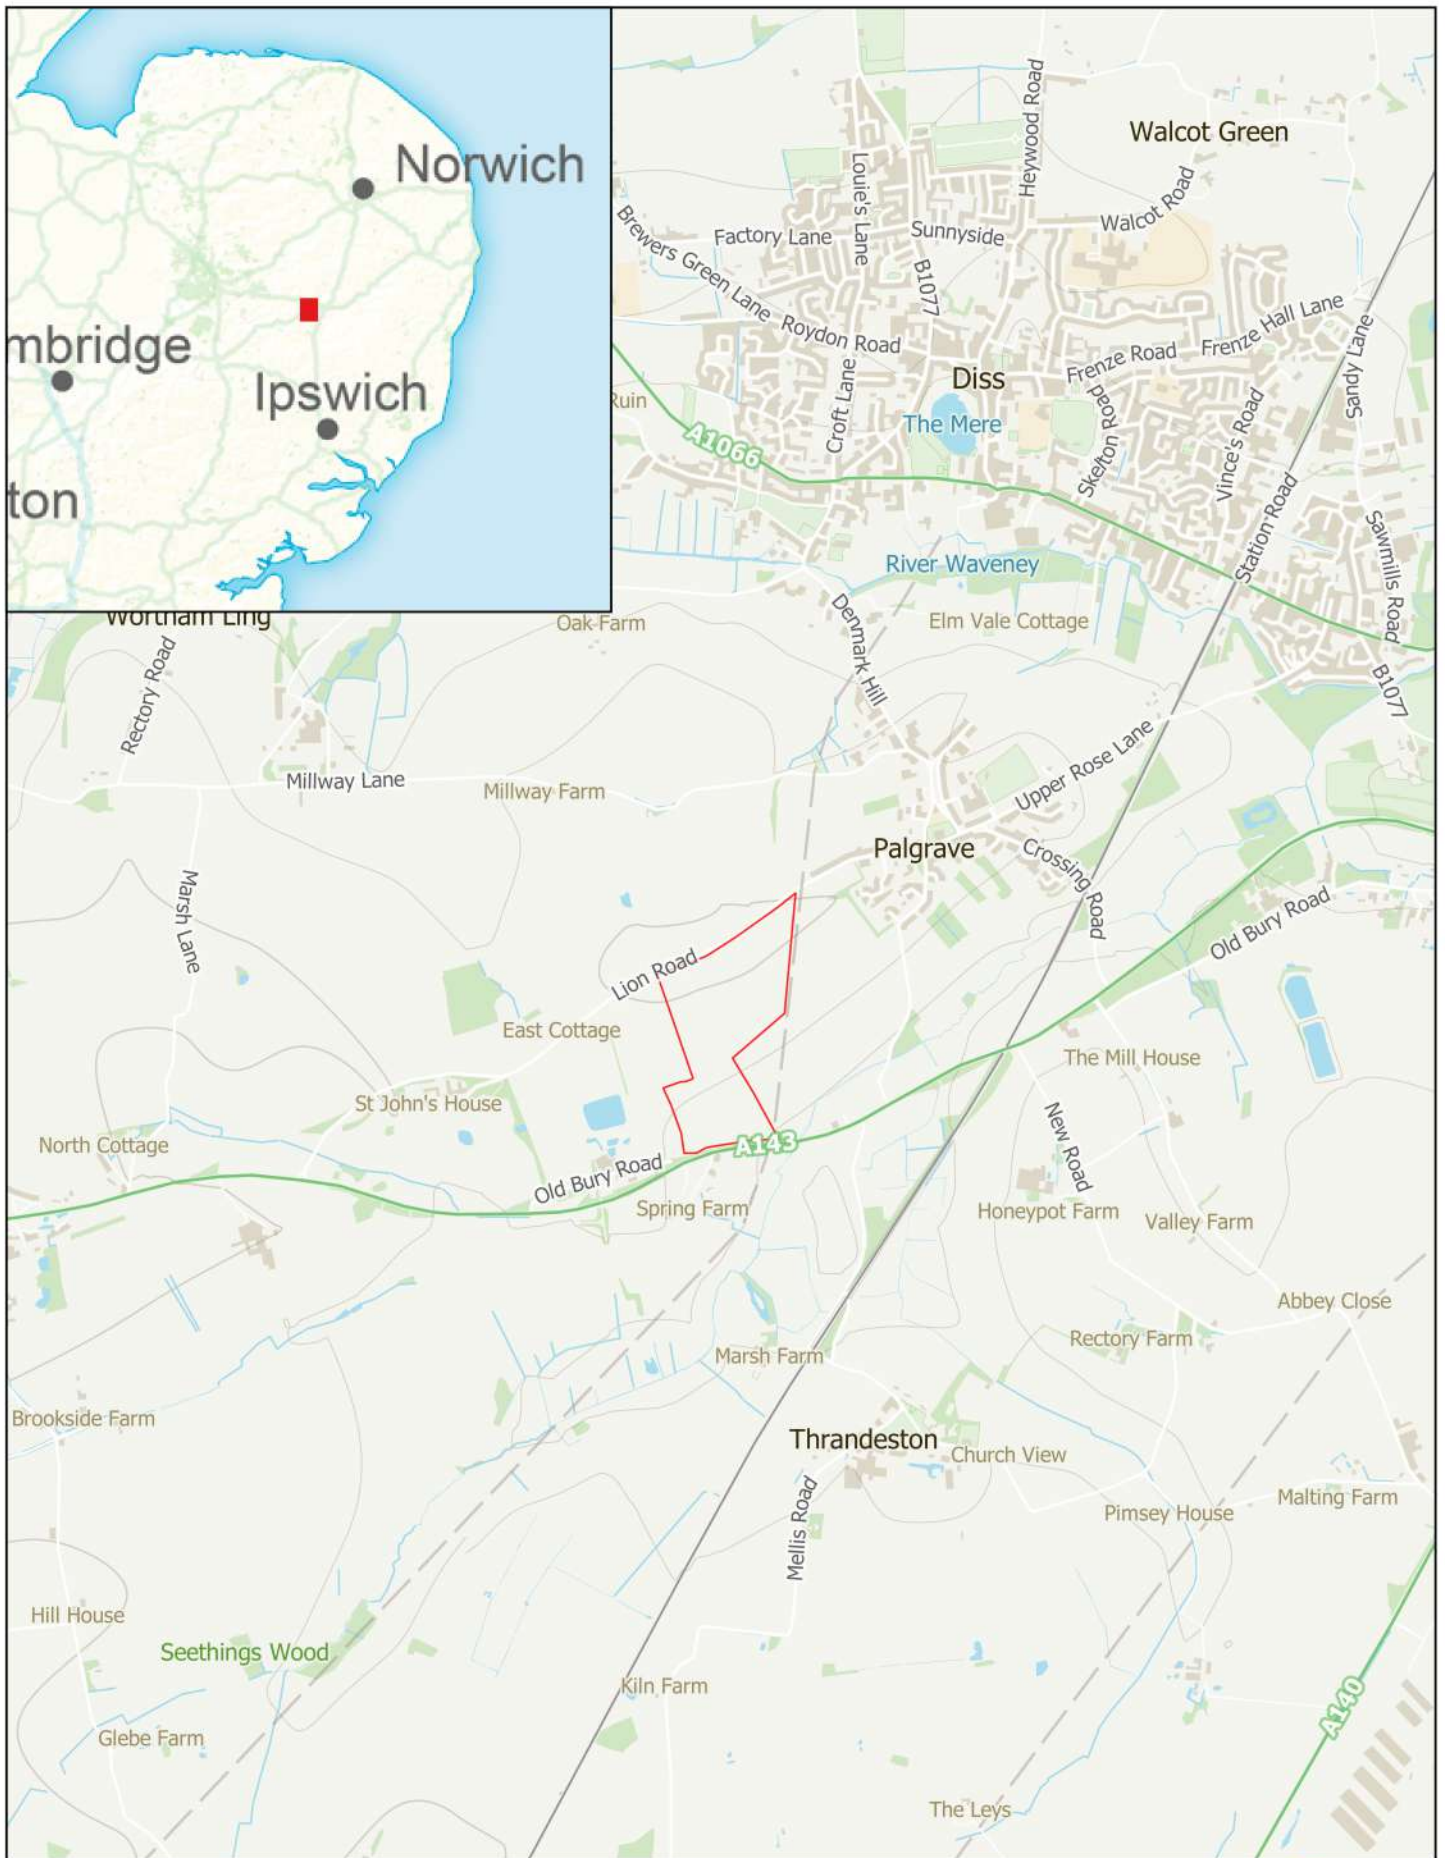 Norwich
mbridge
Ipswich
ton
Walcot Green
Heywood Road
Louie's Lane
Walcot Road
Factory Lane
Sunnyside
Brewers Green Lane
B1077
Roydon Road
Frenze Hall Lane
Frenze Road
Sandy Lane
Diss
Croft Lane
Ruin
The Mere
Skelton Road
Vince's Road
A1066
Station Road
Sawmills Road
River Waveney
Wortham Ling
Oak Farm
Denmark Hill
Elm Vale Cottage
Rectory Road
B1077
Upper Rose Lane
Millway Lane
Millway Farm
Palgrave
Crossing Road
Marsh Lane
Old Bury Road
Lion Road
East Cottage
The Mill House
St John's House
North Cottage
A143
New Road
Old Bury Road
Spring Farm
Honeypot Farm
Valley Farm
Abbey Close
Rectory Farm
Marsh Farm
Brookside Farm
Thrandeston
Church View
Malting Farm
Pimsey House
Mellis Road
Hill House
Seethings Wood
Kiln Farm
A140
Glebe Farm
The Leys